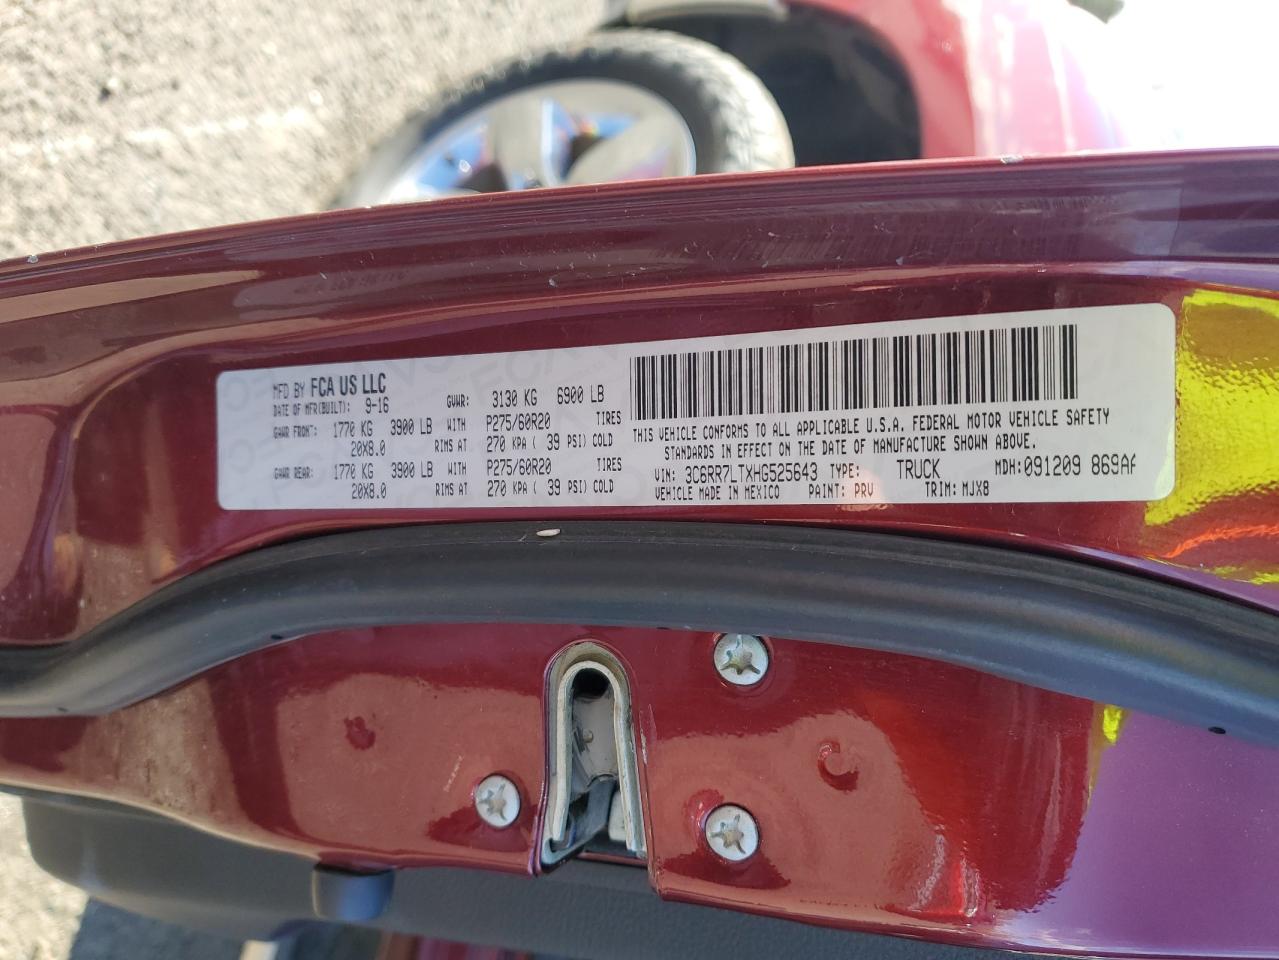 MFD BY FCA US LLC
DATE OF MFR(BUILT): 9-16 GVWR: 3130 KG 6900 LB
GAWR FRONT: 1770 KG 3900 LB WITH P275/60R20 TIRES
20X8.0 RIMS AT 270 KPA ( 39 PSI) COLD
GAWR REAR: 1770 KG 3900 LB WITH P275/60R20 TIRES
20X8.0 RIMS AT 270 KPA ( 39 PSI) COLD
THIS VEHICLE CONFORMS TO ALL APPLICABLE U.S.A. FEDERAL MOTOR VEHICLE SAFETY
STANDARDS IN EFFECT ON THE DATE OF MANUFACTURE SHOWN ABOVE.
VIN: 3C6RR7LTXHG525643 TYPE: TRUCK MDH:091209 869AF
VEHICLE MADE IN MEXICO PAINT: PRV TRIM: MJX8